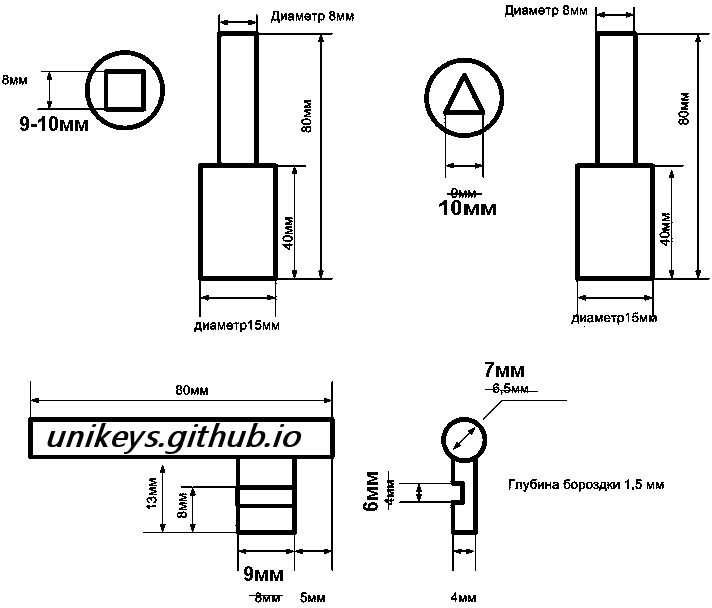 Диаметр 8мм
8мм
9-10мм
80мм
40мм
диаметр15мм
Диаметр 8мм
9мм
10мм
80мм
40мм
диаметр15мм
80мм
unikeys.github.io
13мм
8мм
9мм
8мм
5мм
7мм
6,5мм
6мм
4мм
Глубина бороздки 1,5 мм
4мм